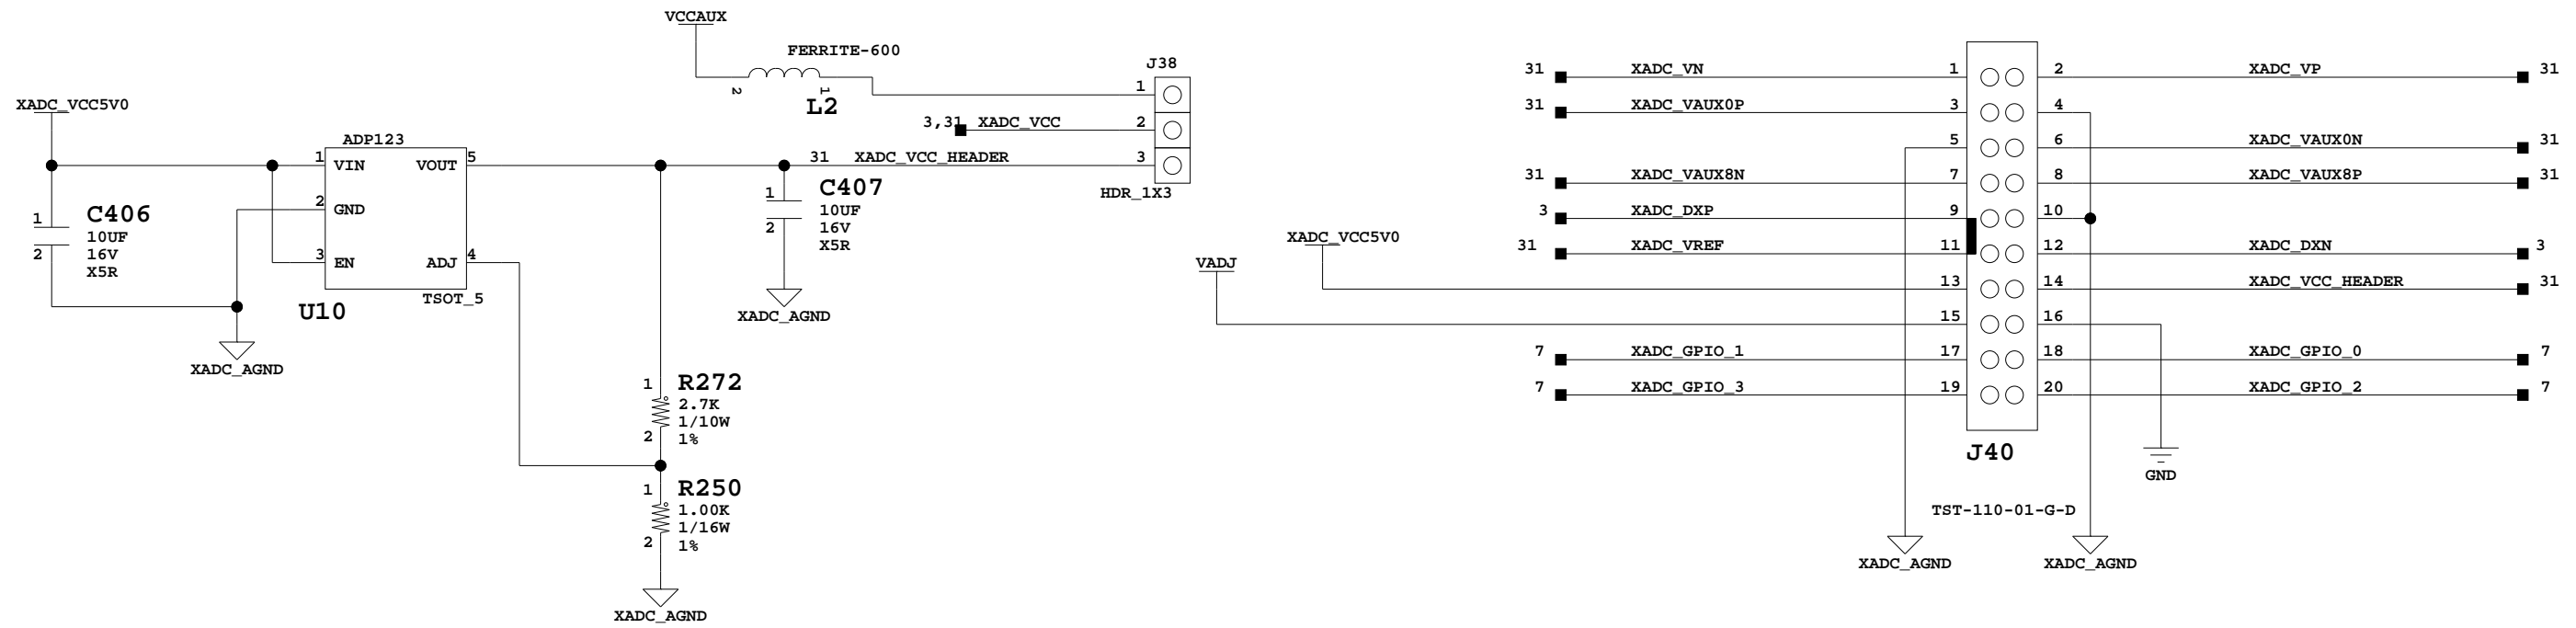 VCCAUX
FERRITE-600
2
1
L2
J38
1
3,31 XADC_VCC 2
31 XADC_VCC_HEADER 3
HDR_1X3
XADC_VCC5V0
ADP123
1 VIN VOUT 5
2 GND
3 EN ADJ 4
TSOT_5
U10
1
2
C406
10UF
16V
X5R
XADC_AGND
1
2
C407
10UF
16V
X5R
XADC_AGND
1
2
R272
2.7K
1/10W
1%
1
2
R250
1.00K
1/16W
1%
XADC_AGND
31 XADC_VN 1 2 XADC_VP 31
31 XADC_VAUX0P 3 4
5 6 XADC_VAUX0N 31
31 XADC_VAUX8N 7 8 XADC_VAUX8P 31
3 XADC_DXP 9 10
31 XADC_VREF 11 12 XADC_DXN 3
XADC_VCC5V0
13 14 XADC_VCC_HEADER 31
VADJ
15 16
7 XADC_GPIO_1 17 18 XADC_GPIO_0 7
7 XADC_GPIO_3 19 20 XADC_GPIO_2 7
J40
GND
TST-110-01-G-D
XADC_AGND
XADC_AGND